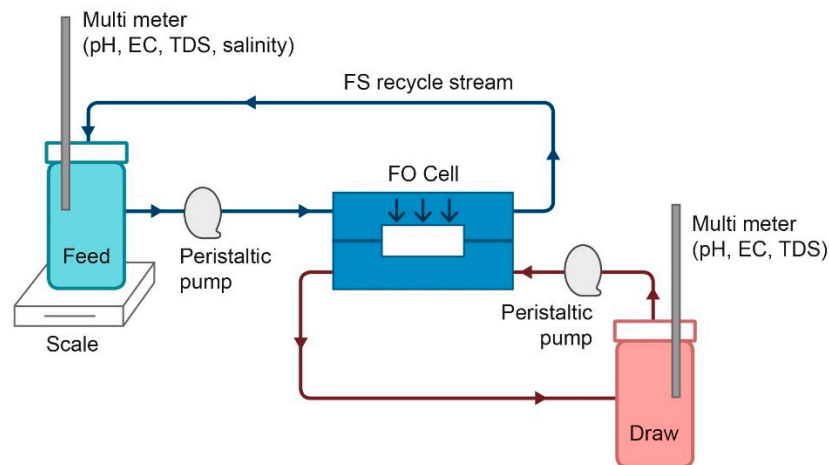 Multi meter
(pH, EC, TDS, salinity)
FS recycle stream
FO Cell
Feed
Peristaltic
pump
Scale
Multi meter
(pH, EC, TDS)
Peristaltic
pump
Draw